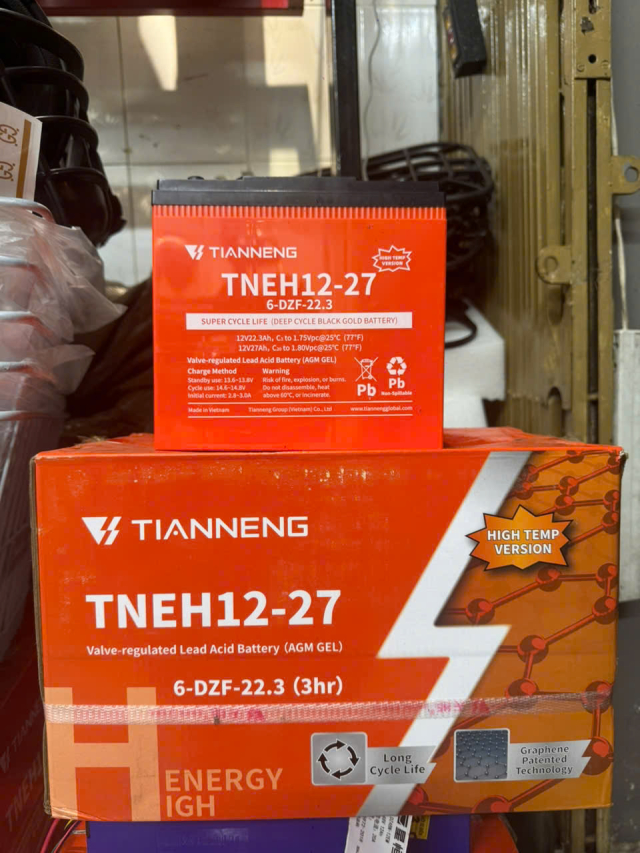 TIANNENG
HIGH TEMP
VERSION
TNEH12-27
6-DZF-22.3
SUPER CYCLE LIFE (DEEP CYCLE BLACK GOLD BATTERY)
12V22.3Ah, C₃ to 1.75Vpc@25°C (77°F)
12V27Ah, C₂₀ to 1.80Vpc@25°C (77°F)
Valve-regulated Lead Acid Battery (AGM GEL)
Charge Method
Standby use: 13.6~13.8V
Cycle use: 14.6~14.8V
Initial current: 2.8~3.0A
Warning
Risk of fire, explosion, or burns.
Do not disassemble, heat
above 60°C, or incinerate.
Pb
Pb
Non-Spillable
Made in Vietnam
Tianneng Group (Vietnam) Co., Ltd
www.tiannengglobal.com
TIANNENG
HIGH TEMP
VERSION
TNEH12-27
Valve-regulated Lead Acid Battery (AGM GEL)
6-DZF-22.3 (3hr)
HIGH
ENERGY
Long
Cycle Life
Graphene
Patented
Technology